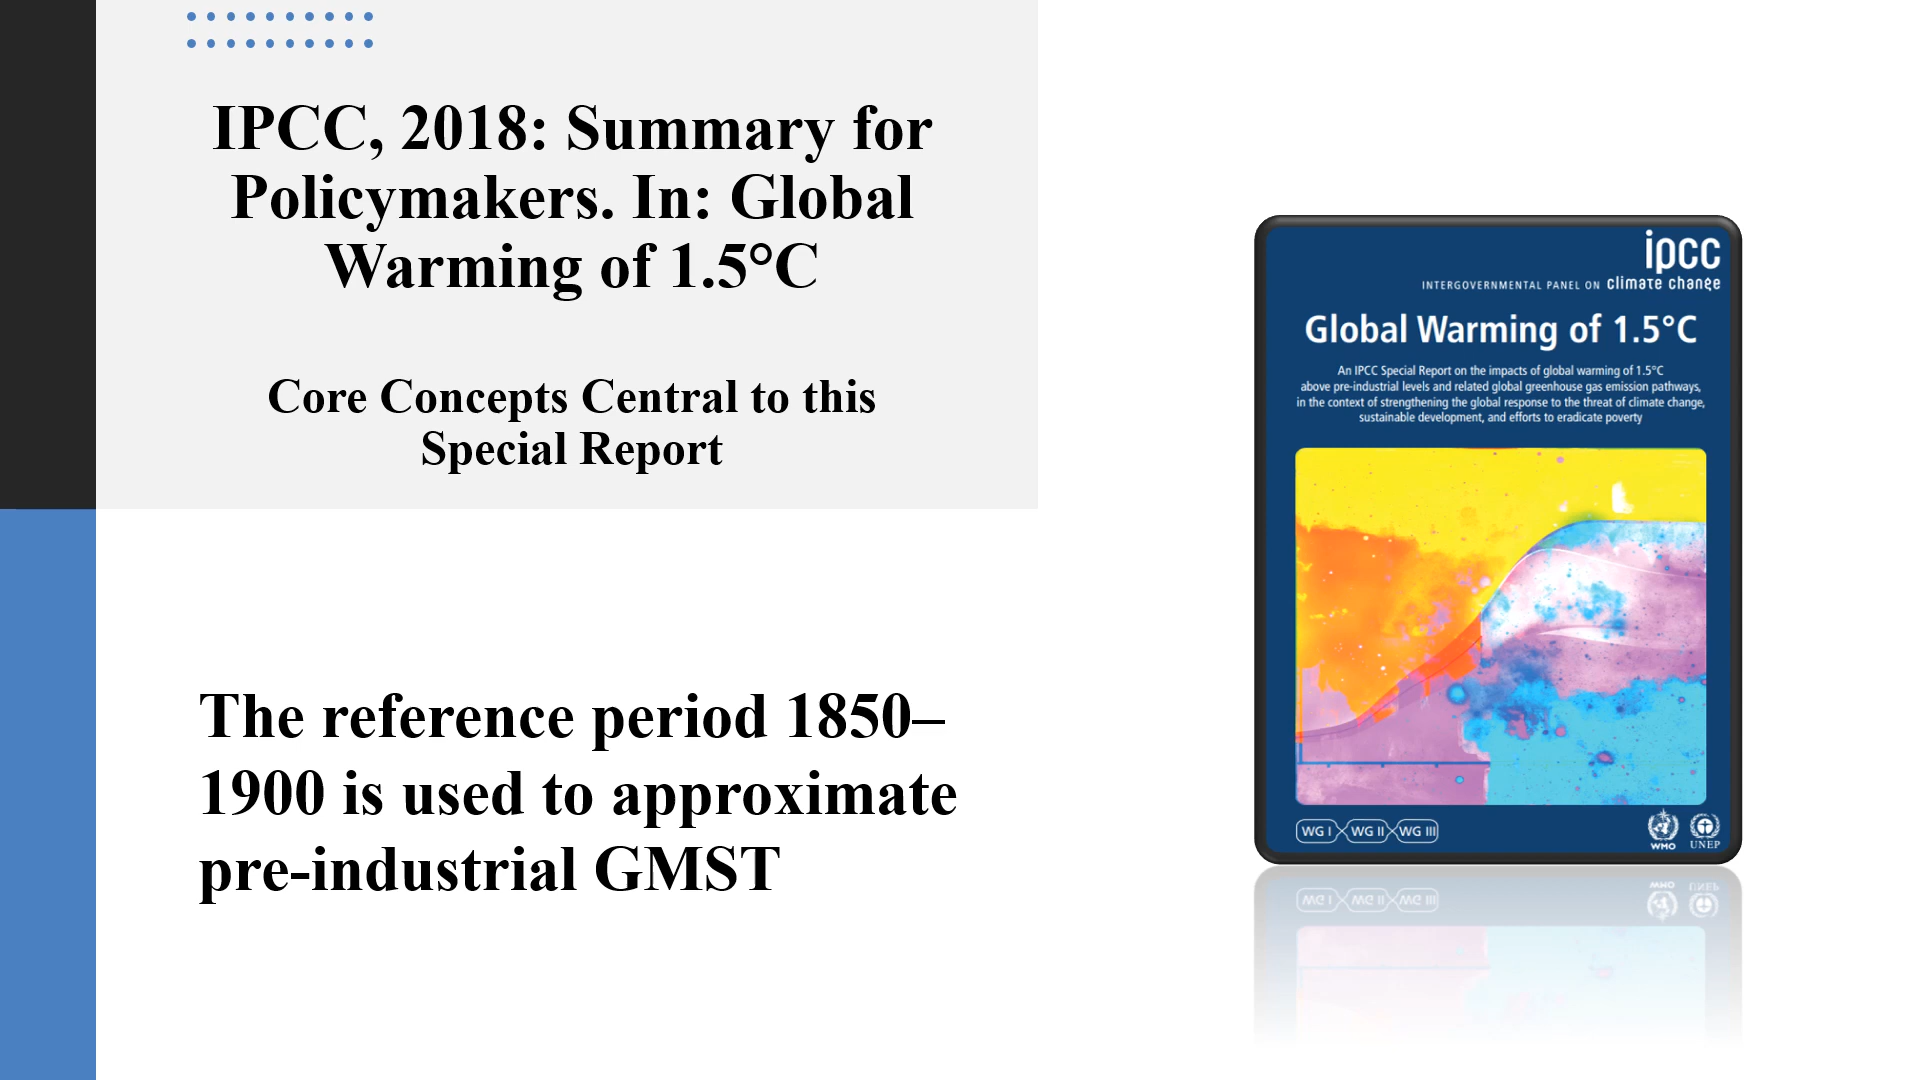 IPCC, 2018: Summary for
Policymakers. In: Global
Warming of 1.5°C
Core Concepts Central to this
Special Report
The reference period 1850–
1900 is used to approximate
pre-industrial GMST
ipcc
INTERGOVERNMENTAL PANEL ON climate change
Global Warming of 1.5°C
An IPCC Special Report on the impacts of global warming of 1.5°C
above pre-industrial levels and related global greenhouse gas emission pathways,
in the context of strengthening the global response to the threat of climate change,
sustainable development, and efforts to eradicate poverty
WG I WG II WG III
WMO UNEP